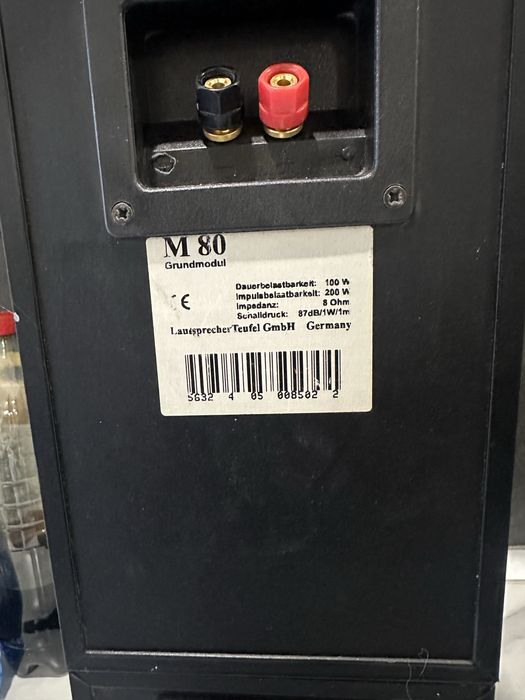 M 80
Grundmodul
CE
Dauerbelastbarkeit: 100 W
Impulsbelastbarkeit: 200 W
Impedanz: 8 Ohm
Schalldruck: 87dB/1W/1m
Lautsprecher Teufel GmbH Germany
5632 4 05 008502 2